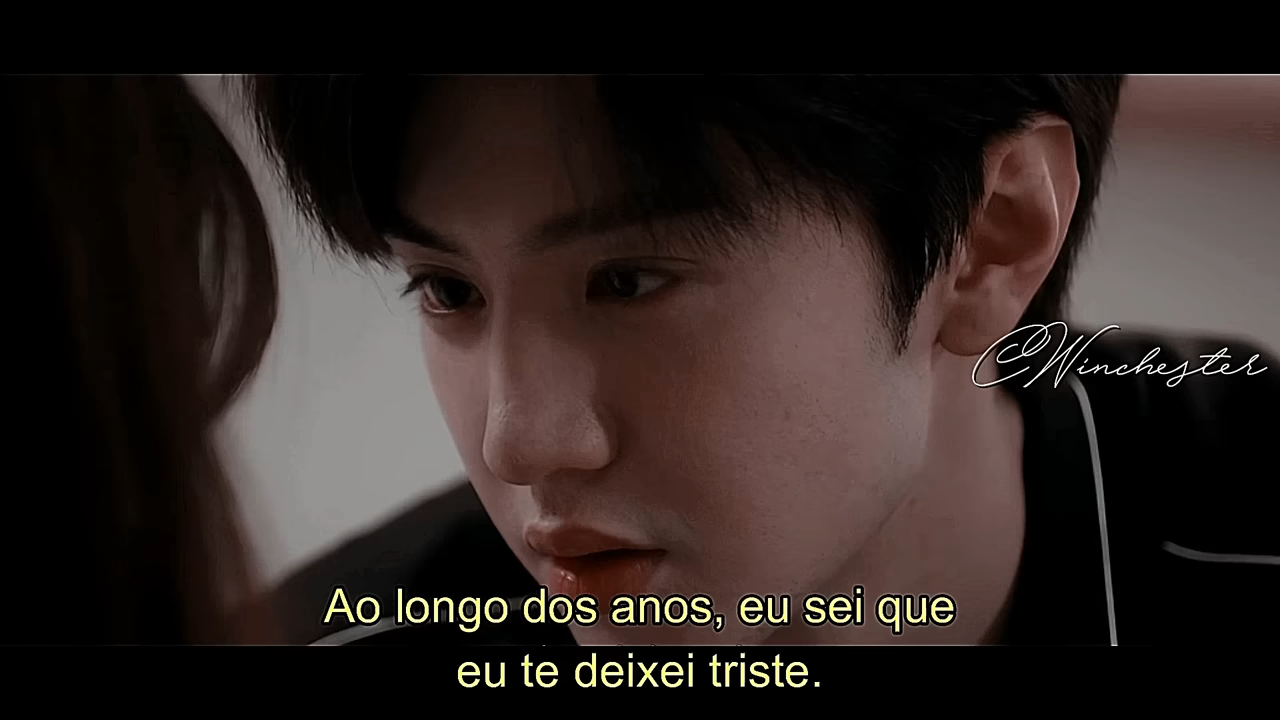 CWinchester
Ao longo dos anos, eu sei que
eu te deixei triste.